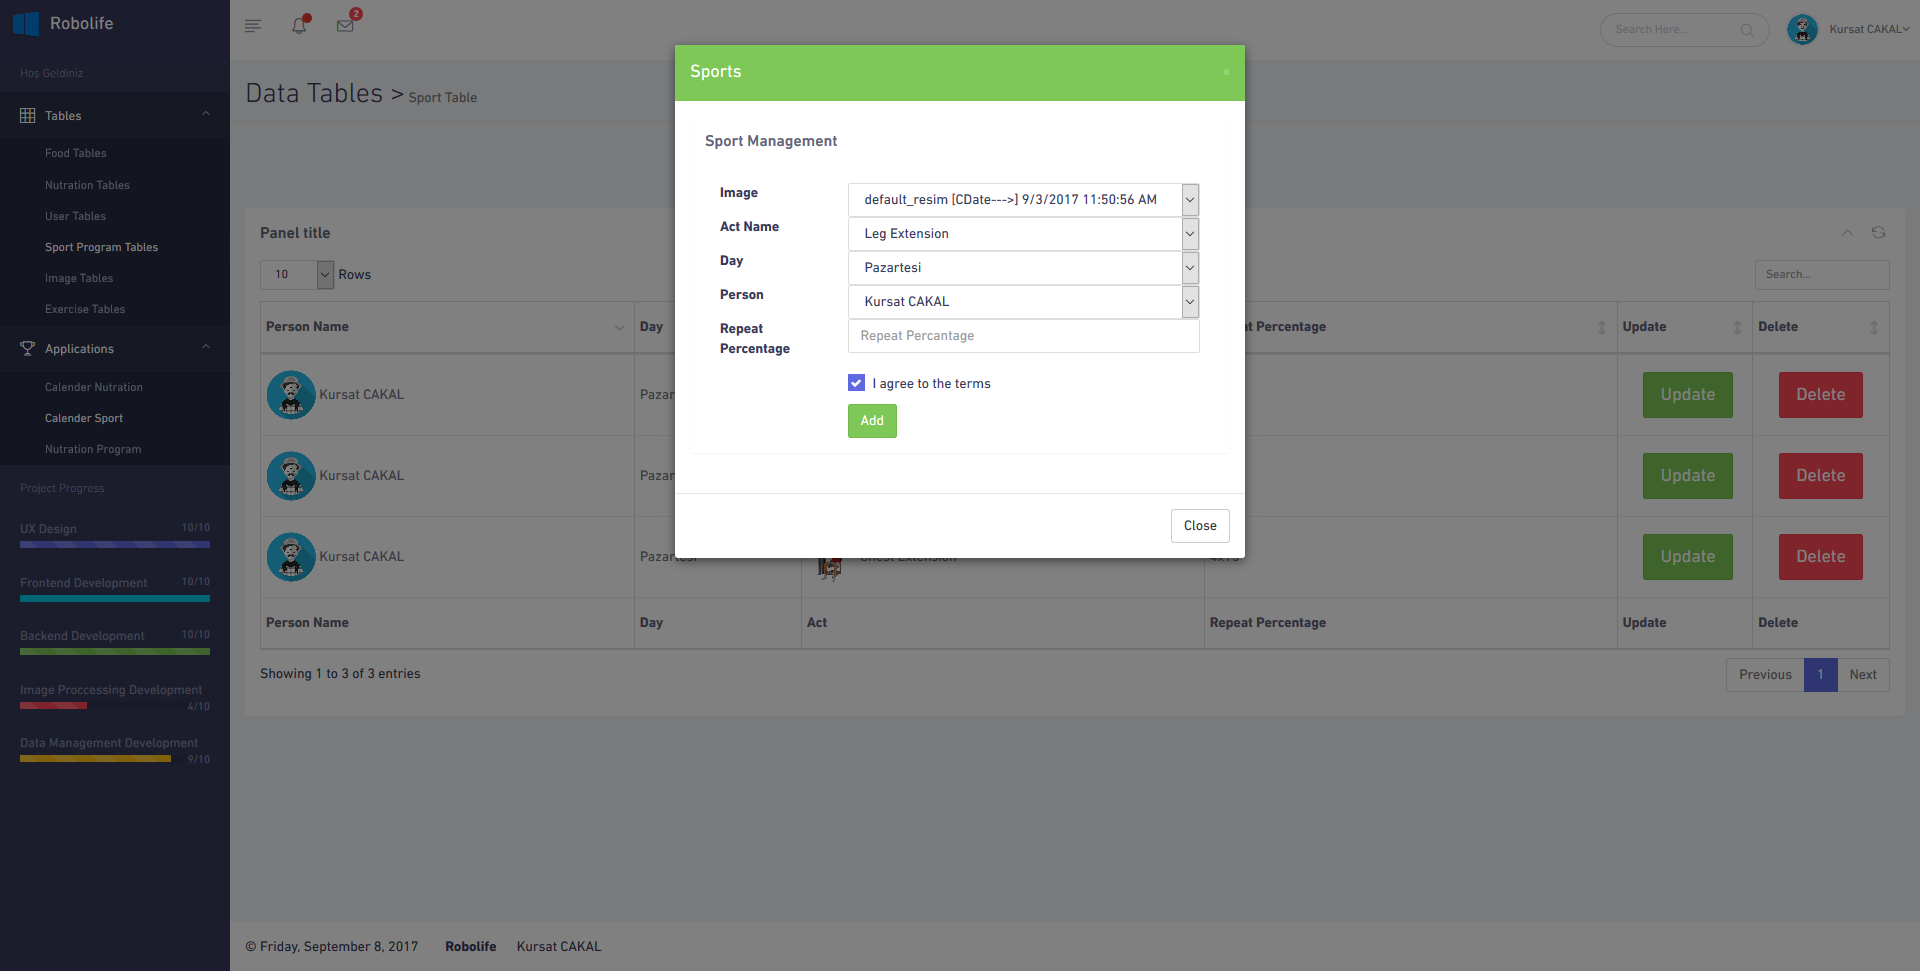 Robolife
2
Search Here...
Kursat CAKAL
Hoş Geldiniz
Tables
Food Tables
Nutration Tables
User Tables
Sport Program Tables
Image Tables
Exercise Tables
Applications
Calender Nutration
Calender Sport
Nutration Program
Project Progress
UX Design 10/10
Frontend Development 10/10
Backend Development 10/10
Image Proccessing Development
4/10
Data Management Development
9/10
Data Tables > Sport Table
Sports ×
Sport Management
Image default_resim [CDate--->] 9/3/2017 11:50:56 AM
Act Name Leg Extension
Day Pazartesi
Person Kursat CAKAL
Repeat Percentage Repeat Percantage
I agree to the terms
Add
Close
Panel title
10 Rows Search...
Person Name Day Percentage Update Delete
Kursat CAKAL Update Delete
Kursat CAKAL Update Delete
Kursat CAKAL Pazartesi Chest Extension Update Delete
Person Name Day Act Repeat Percentage Update Delete
Showing 1 to 3 of 3 entries Previous 1 Next
© Friday, September 8, 2017 Robolife Kursat CAKAL